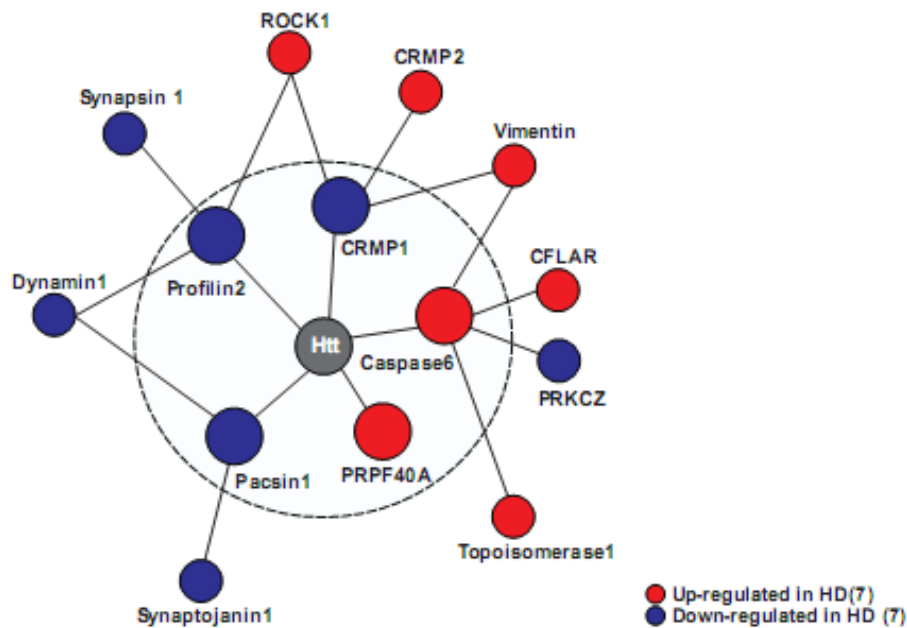 ROCK1
CRMP2
Synapsin 1
Vimentin
CRMP1
CFLAR
Dynamin1
Profilin2
Htt
Caspase6
PRKCZ
Pacsin1
PRPF40A
Topoisomerase1
Synaptojanin1
Up-regulated in HD(7)
Down-regulated in HD (7)